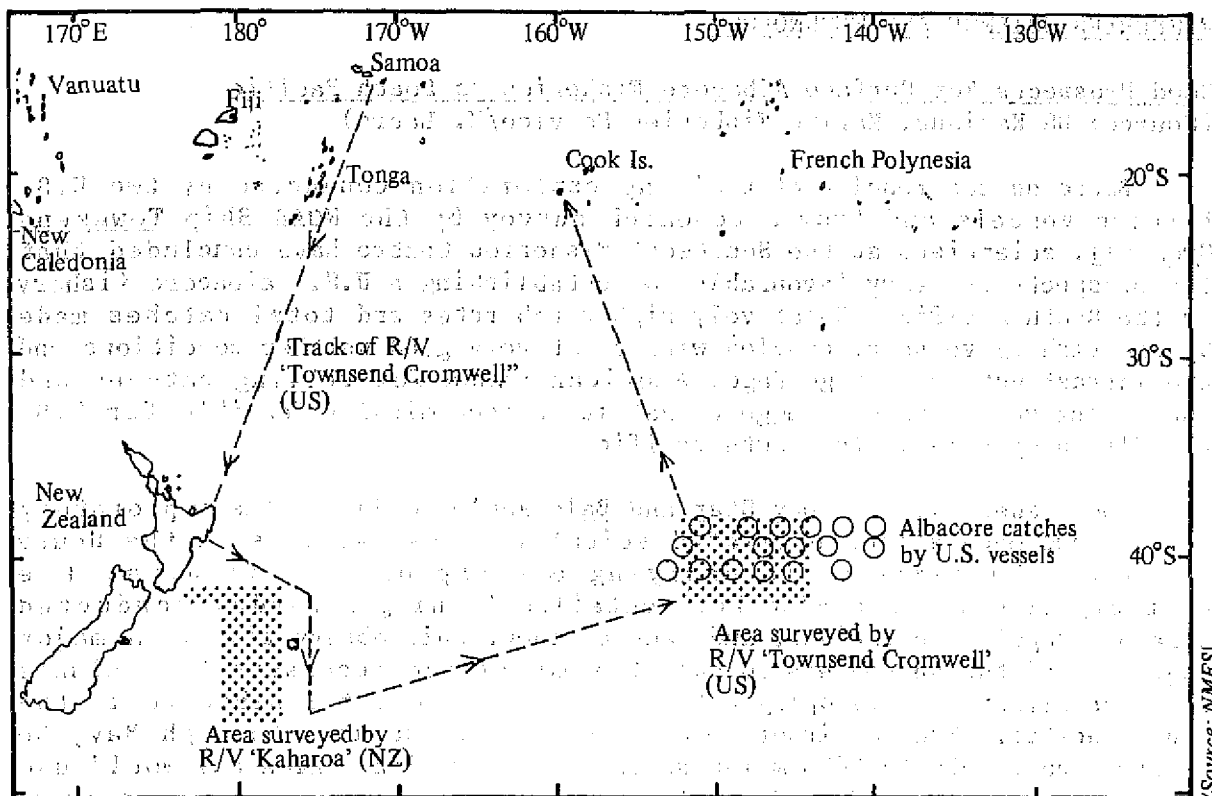 170°E 180°W 170°W 160°W 150°W 140°W 130°W
Samoa
Vanuatu
Fiji
Tonga
Cook Is.
French Polynesia
20°S
New
Caledonia
Track of R/V
'Townsend Cromwell"
(US)
30°S
New
Zealand
Albacore catches
by U.S. vessels
40°S
Area surveyed by
R/V 'Townsend Cromwell'
(US)
Area surveyed by
R/V 'Kaharoa' (NZ)
(Source: NMFS)